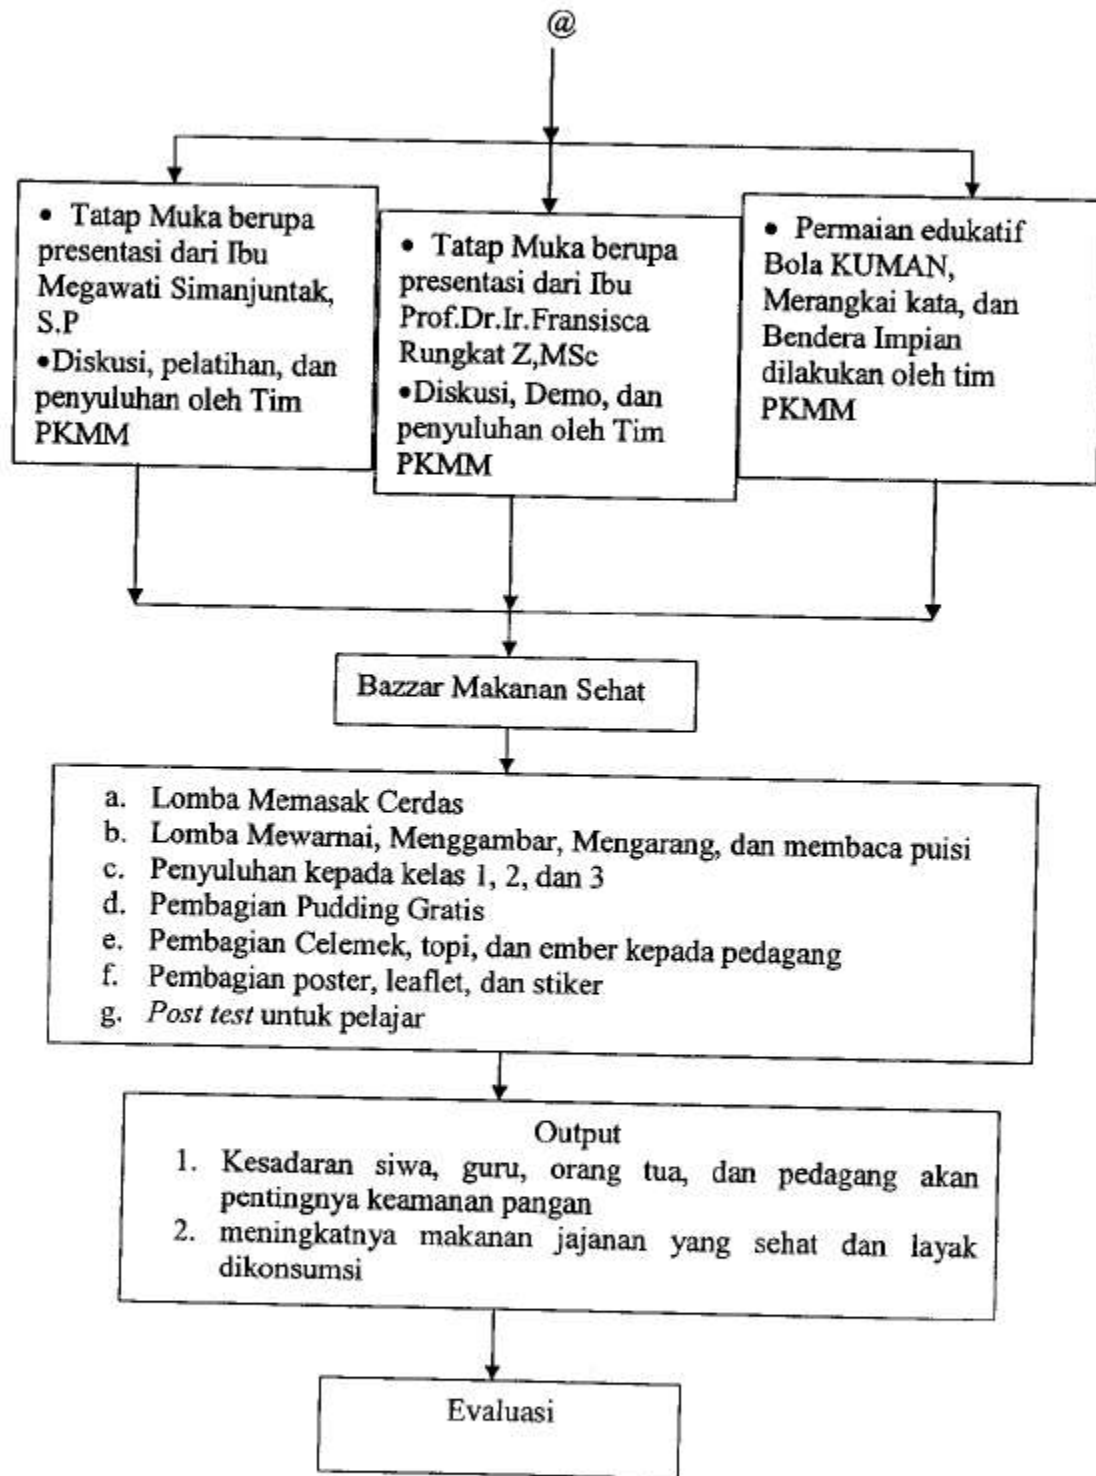 @
• Tatap Muka berupa
presentasi dari Ibu
Megawati Simanjuntak,
S.P
•Diskusi, pelatihan, dan
penyuluhan oleh Tim
PKMM
• Tatap Muka berupa
presentasi dari Ibu
Prof.Dr.Ir.Fransisca
Rungkat Z,MSc
•Diskusi, Demo, dan
penyuluhan oleh Tim
PKMM
• Permaian edukatif
Bola KUMAN,
Merangkai kata, dan
Bendera Impian
dilakukan oleh tim
PKMM
Bazzar Makanan Sehat
a. Lomba Memasak Cerdas
b. Lomba Mewarnai, Menggambar, Mengarang, dan membaca puisi
c. Penyuluhan kepada kelas 1, 2, dan 3
d. Pembagian Pudding Gratis
e. Pembagian Celemek, topi, dan ember kepada pedagang
f. Pembagian poster, leaflet, dan stiker
g. Post test untuk pelajar
Output
1. Kesadaran siwa, guru, orang tua, dan pedagang akan
pentingnya keamanan pangan
2. meningkatnya makanan jajanan yang sehat dan layak
dikonsumsi
Evaluasi